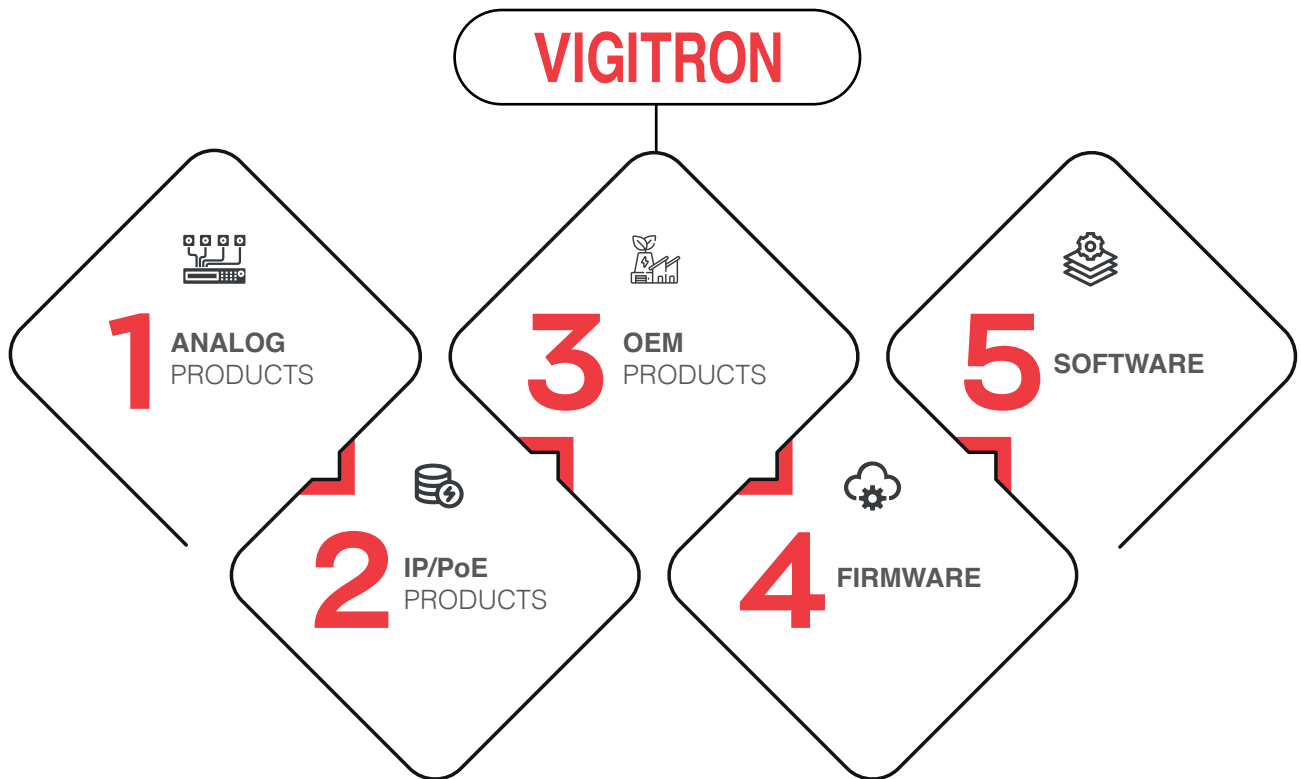 VIGITRON
1
ANALOG
PRODUCTS
2
IP/PoE
PRODUCTS
3
OEM
PRODUCTS
4
FIRMWARE
5
SOFTWARE